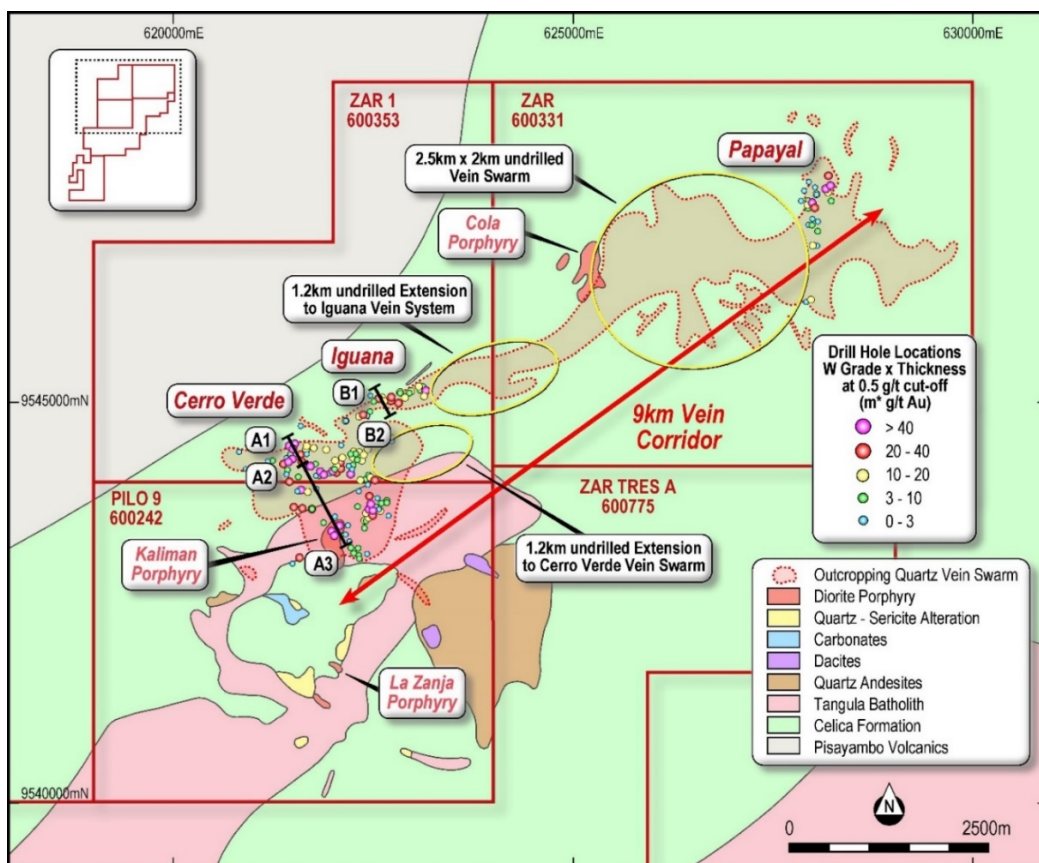 620000mE
625000mE
630000mE
ZAR 1
600353
ZAR
600331
2.5km x 2km undrilled
Vein Swarm
Papayal
Cola
Porphyry
1.2km undrilled Extension
to Iguana Vein System
Iguana
B1
9545000mN
Cerro Verde
B2
A1
A2
9km Vein
Corridor
Drill Hole Locations
W Grade x Thickness
at 0.5 g/t cut-off
(m* g/t Au)
> 40
20 - 40
10 - 20
3 - 10
0 - 3
PILO 9
600242
ZAR TRES A
600775
Kaliman
Porphyry
A3
1.2km undrilled Extension
to Cerro Verde Vein Swarm
Outcropping Quartz Vein Swarm
Diorite Porphyry
Quartz - Sericite Alteration
Carbonates
Dacites
Quartz Andesites
Tangula Batholith
Celica Formation
Pisayambo Volcanics
La Zanja
Porphyry
9540000mN
N
0
2500m